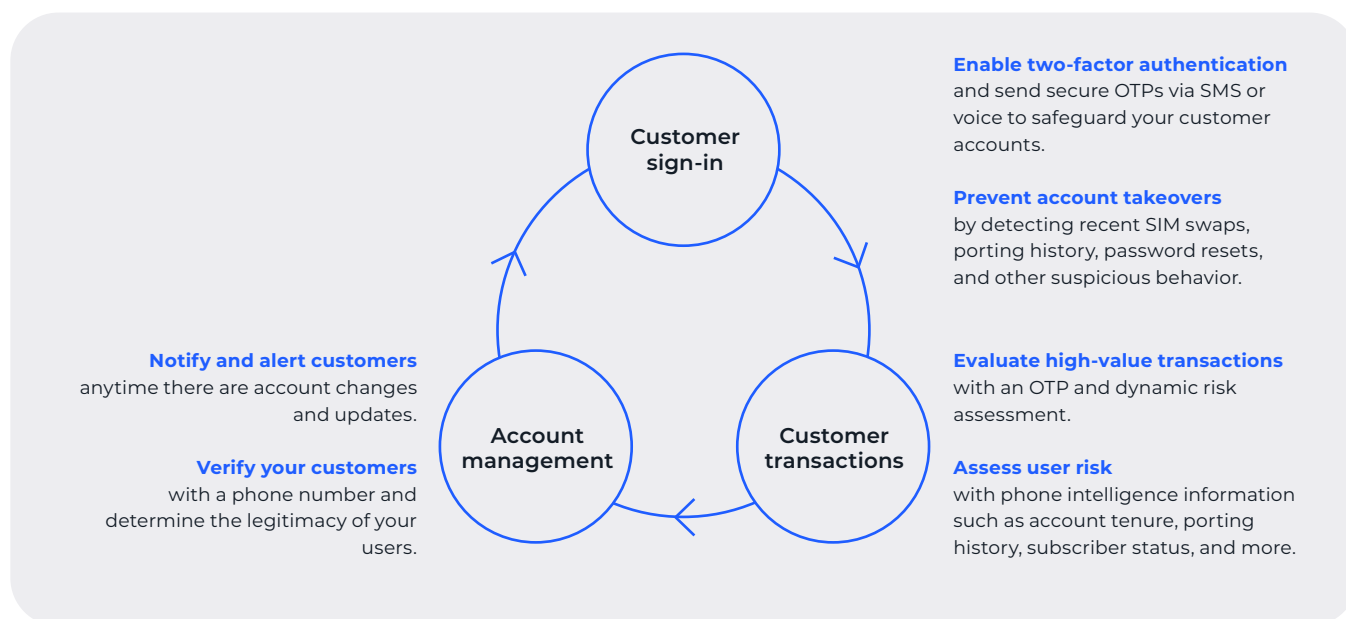 Customer
sign-in
Enable two-factor authentication
and send secure OTPs via SMS or
voice to safeguard your customer
accounts.
Prevent account takeovers
by detecting recent SIM swaps,
porting history, password resets,
and other suspicious behavior.
Notify and alert customers
anytime there are account changes
and updates.
Verify your customers
with a phone number and
determine the legitimacy of your
users.
Account
management
Customer
transactions
Evaluate high-value transactions
with an OTP and dynamic risk
assessment.
Assess user risk
with phone intelligence information
such as account tenure, porting
history, subscriber status, and more.